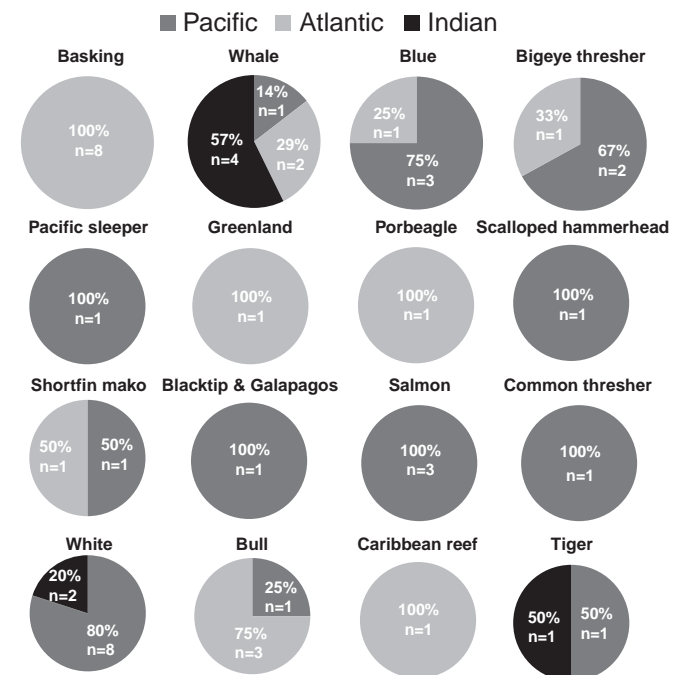 Pacific Atlantic Indian
Basking Whale Blue Bigeye thresher
100%
n=8
14%
n=1
57%
n=4
29%
n=2
25%
n=1
75%
n=3
33%
n=1
67%
n=2
Pacific sleeper Greenland Porbeagle Scalloped hammerhead
100%
n=1
100%
n=1
100%
n=1
100%
n=1
Shortfin mako Blacktip & Galapagos Salmon Common thresher
50%
n=1
50%
n=1
100%
n=1
100%
n=3
100%
n=1
White Bull Caribbean reef Tiger
20%
n=2
80%
n=8
25%
n=1
75%
n=3
100%
n=1
50%
n=1
50%
n=1